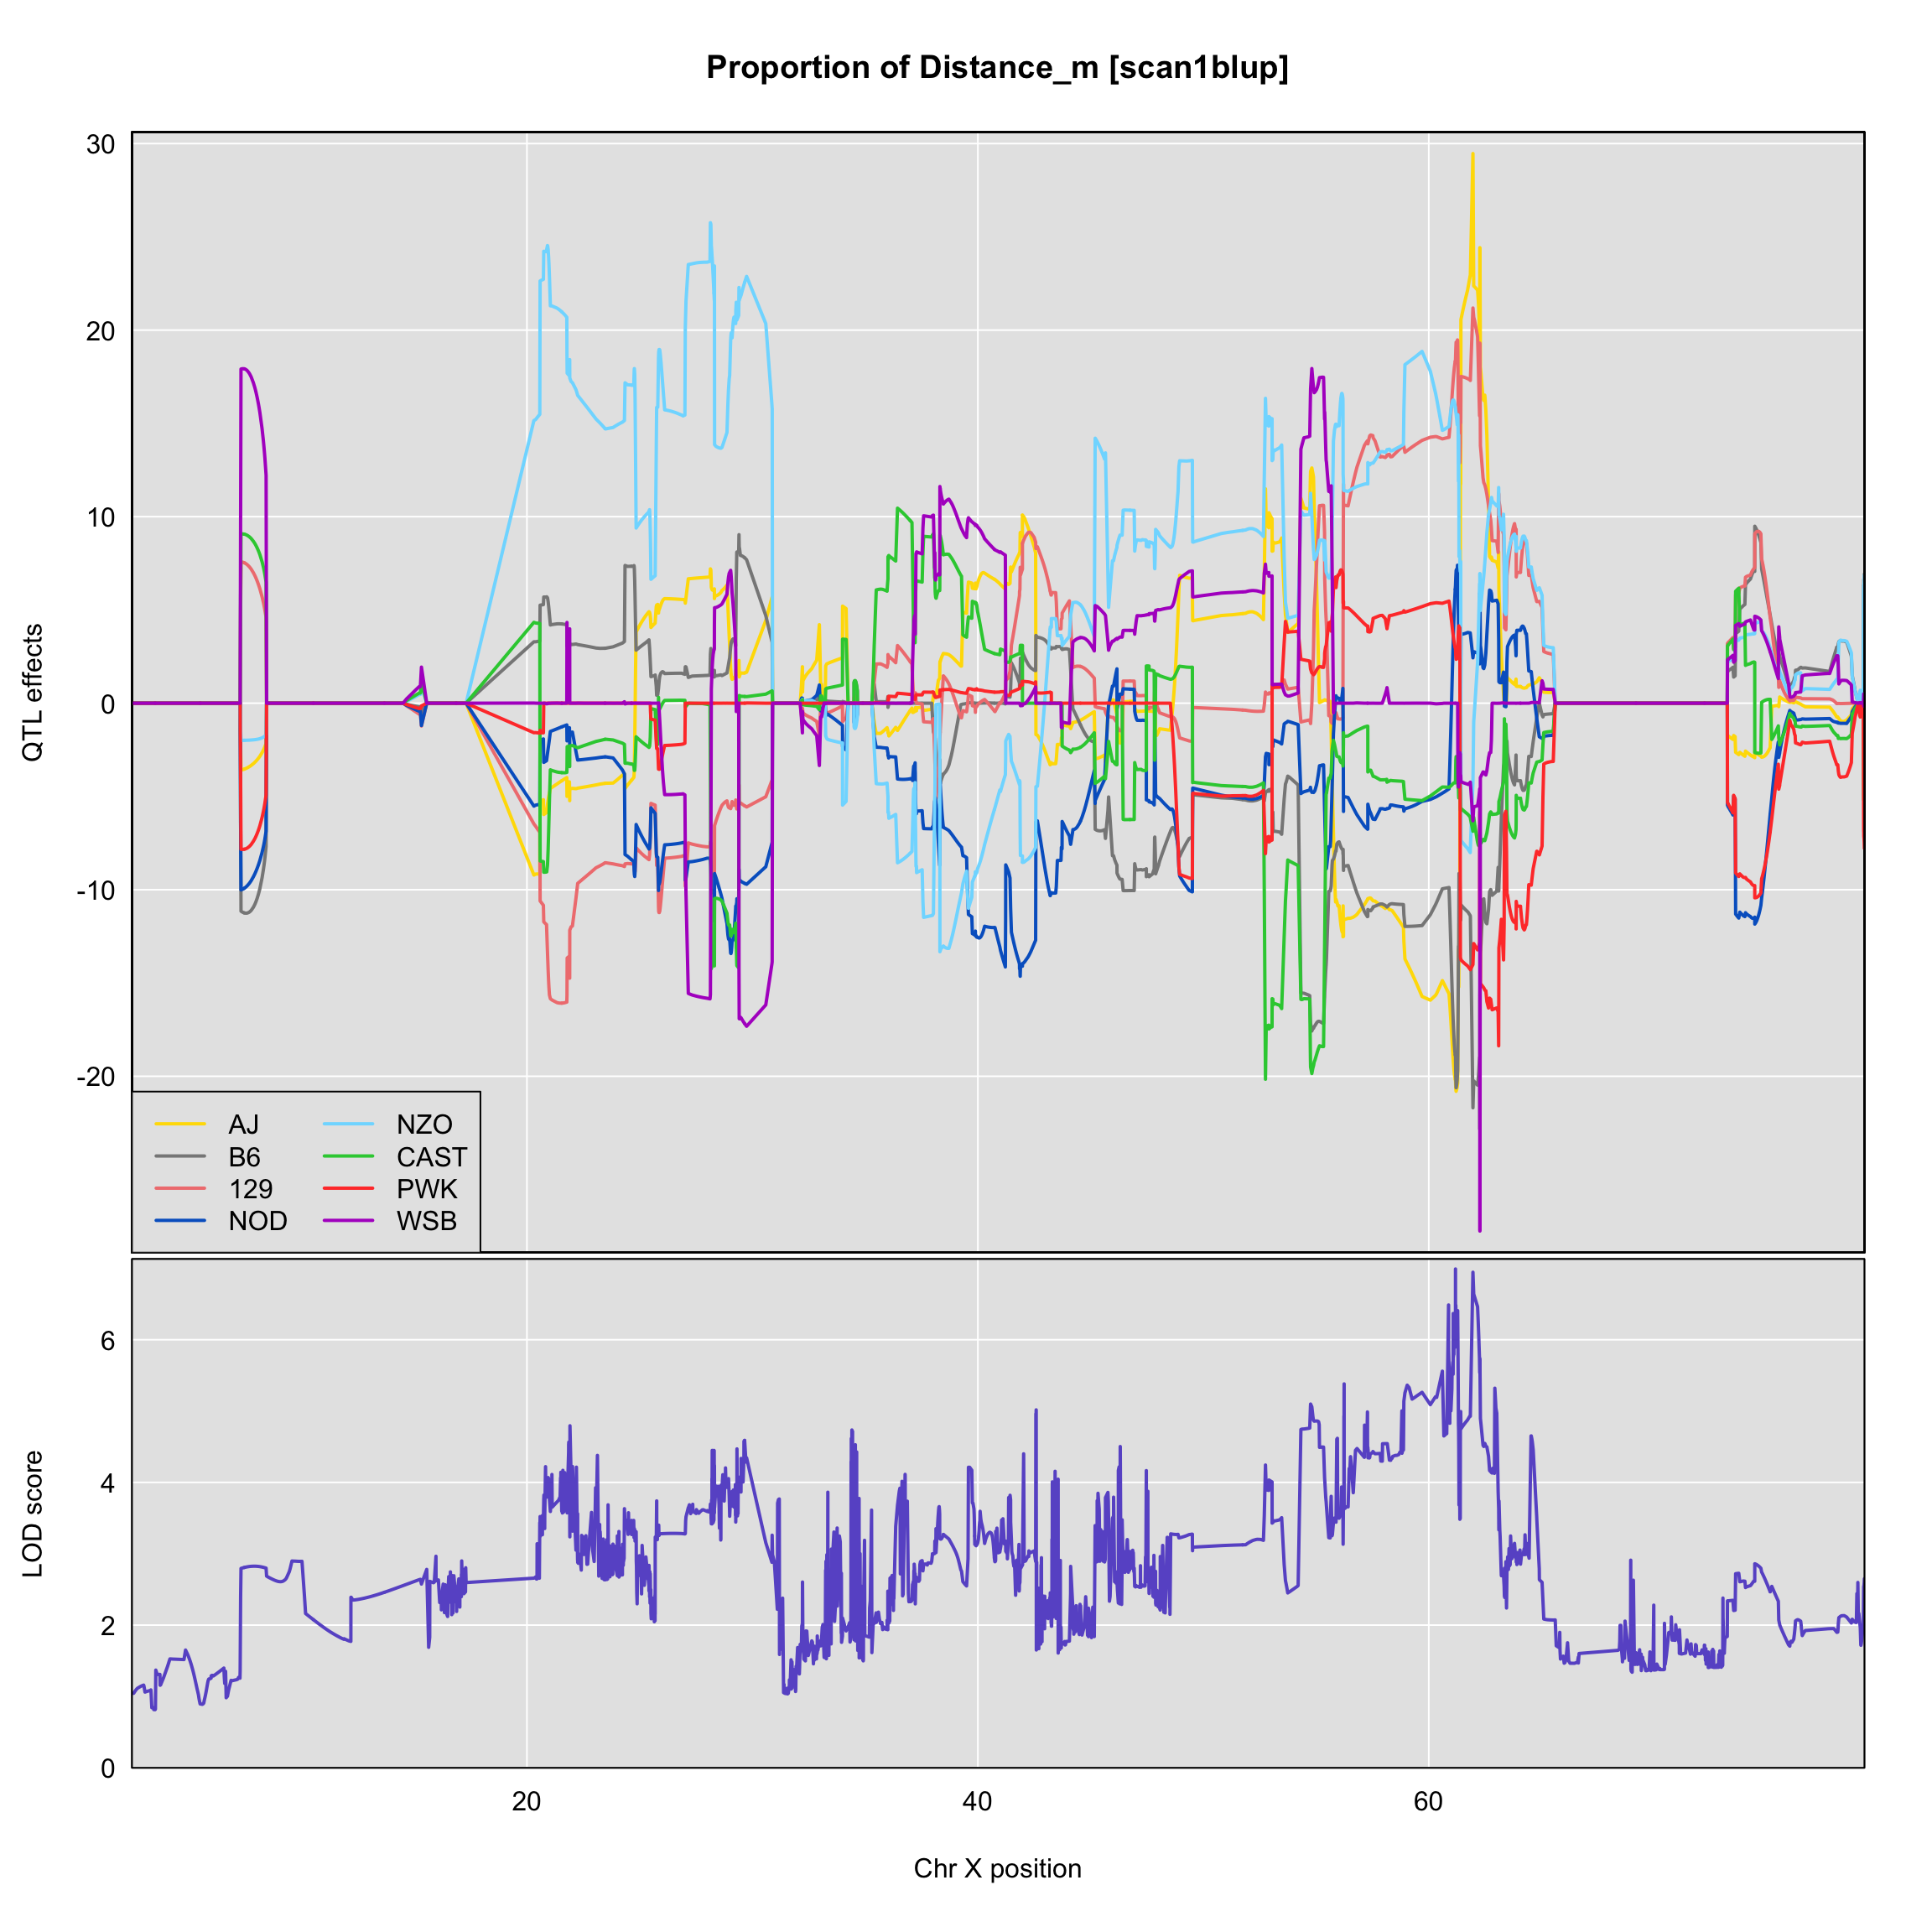 Proportion of Distance_m [scan1blup]
30
20
10
0
-10
-20
QTL effects
AJ NZO
B6 CAST
129 PWK
NOD WSB
6
4
2
0
LOD score
20 40 60
Chr X position